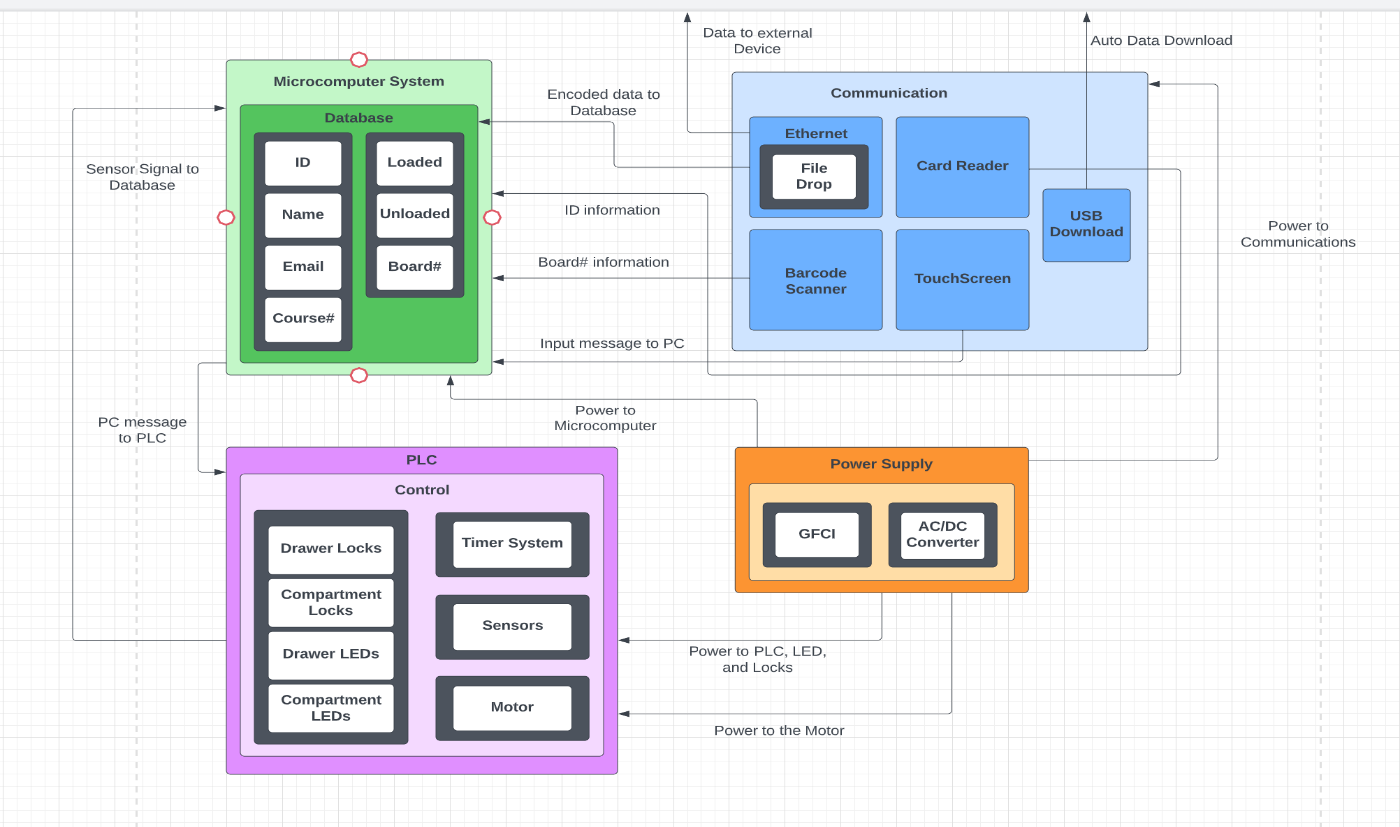 Data to external
Device
Auto Data Download
Microcomputer System
Database
ID
Name
Email
Course#
Loaded
Unloaded
Board#
Encoded data to
Database
Communication
Ethernet
File
Drop
Card Reader
USB
Download
Barcode
Scanner
TouchScreen
Sensor Signal to
Database
ID information
Board# information
Input message to PC
Power to
Communications
PC message
to PLC
Power to
Microcomputer
PLC
Control
Drawer Locks
Compartment
Locks
Drawer LEDs
Compartment
LEDs
Timer System
Sensors
Motor
Power Supply
GFCI
AC/DC
Converter
Power to PLC, LED,
and Locks
Power to the Motor